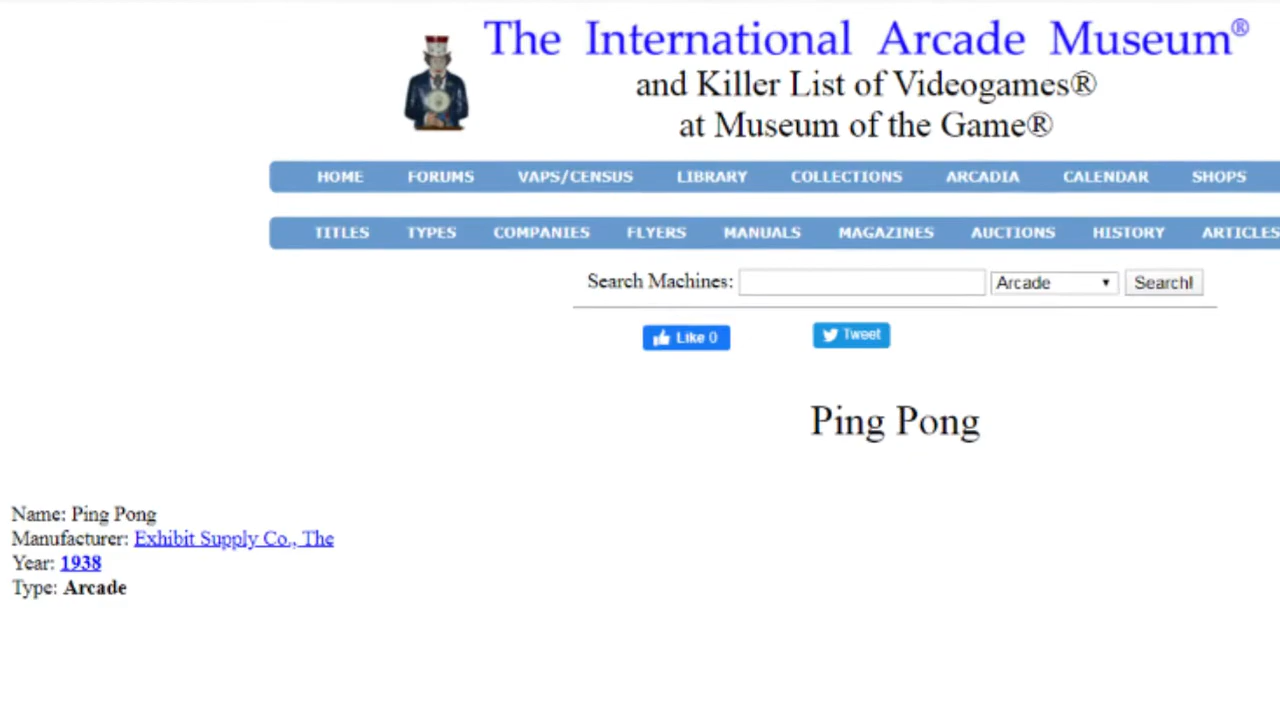 The International Arcade Museum®
and Killer List of Videogames®
at Museum of the Game®
HOME FORUMS VAPS/CENSUS LIBRARY COLLECTIONS ARCADIA CALENDAR SHOPS
TITLES TYPES COMPANIES FLYERS MANUALS MAGAZINES AUCTIONS HISTORY ARTICLES
Search Machines: Arcade Search!
Like 0 Tweet
Ping Pong
Name: Ping Pong
Manufacturer: Exhibit Supply Co., The
Year: 1938
Type: Arcade